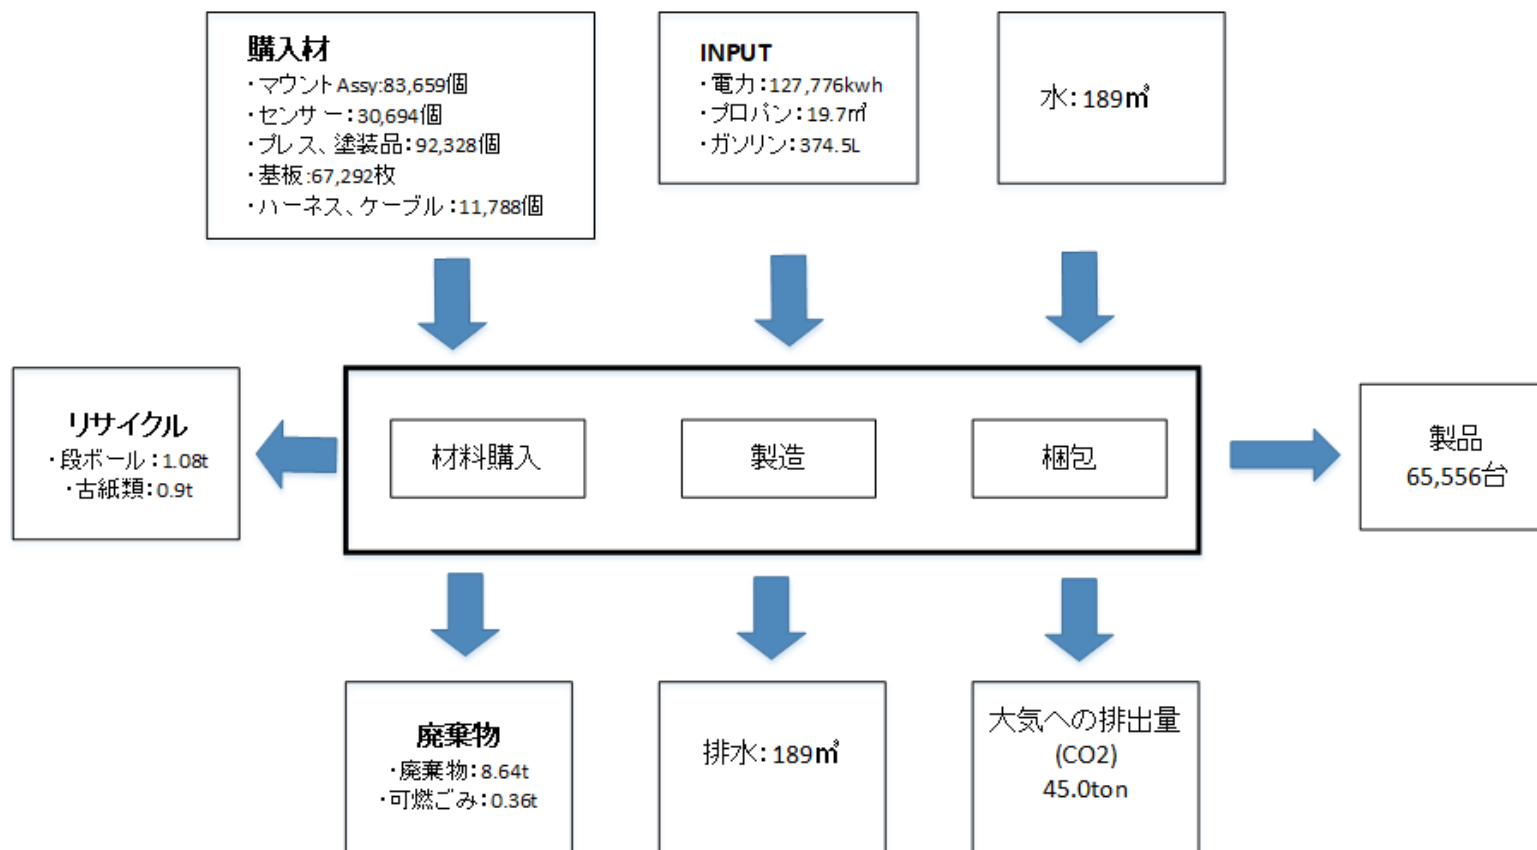 購入材
・マウントAssy:83,659個
・センサー：30,694個
・プレス、塗装品：92,328個
・基板:67,292枚
・ハーネス、ケーブル：11,788個
INPUT
・電力：127,776kwh
・プロパン：19.7㎥
・ガソリン：374.5L
水：189㎥
リサイクル
・段ボール：1.08t
・古紙類：0.9t
材料購入
製造
梱包
製品
65,556台
廃棄物
・廃棄物：8.64t
・可燃ごみ：0.36t
排水：189㎥
大気への排出量
(CO2)
45.0ton